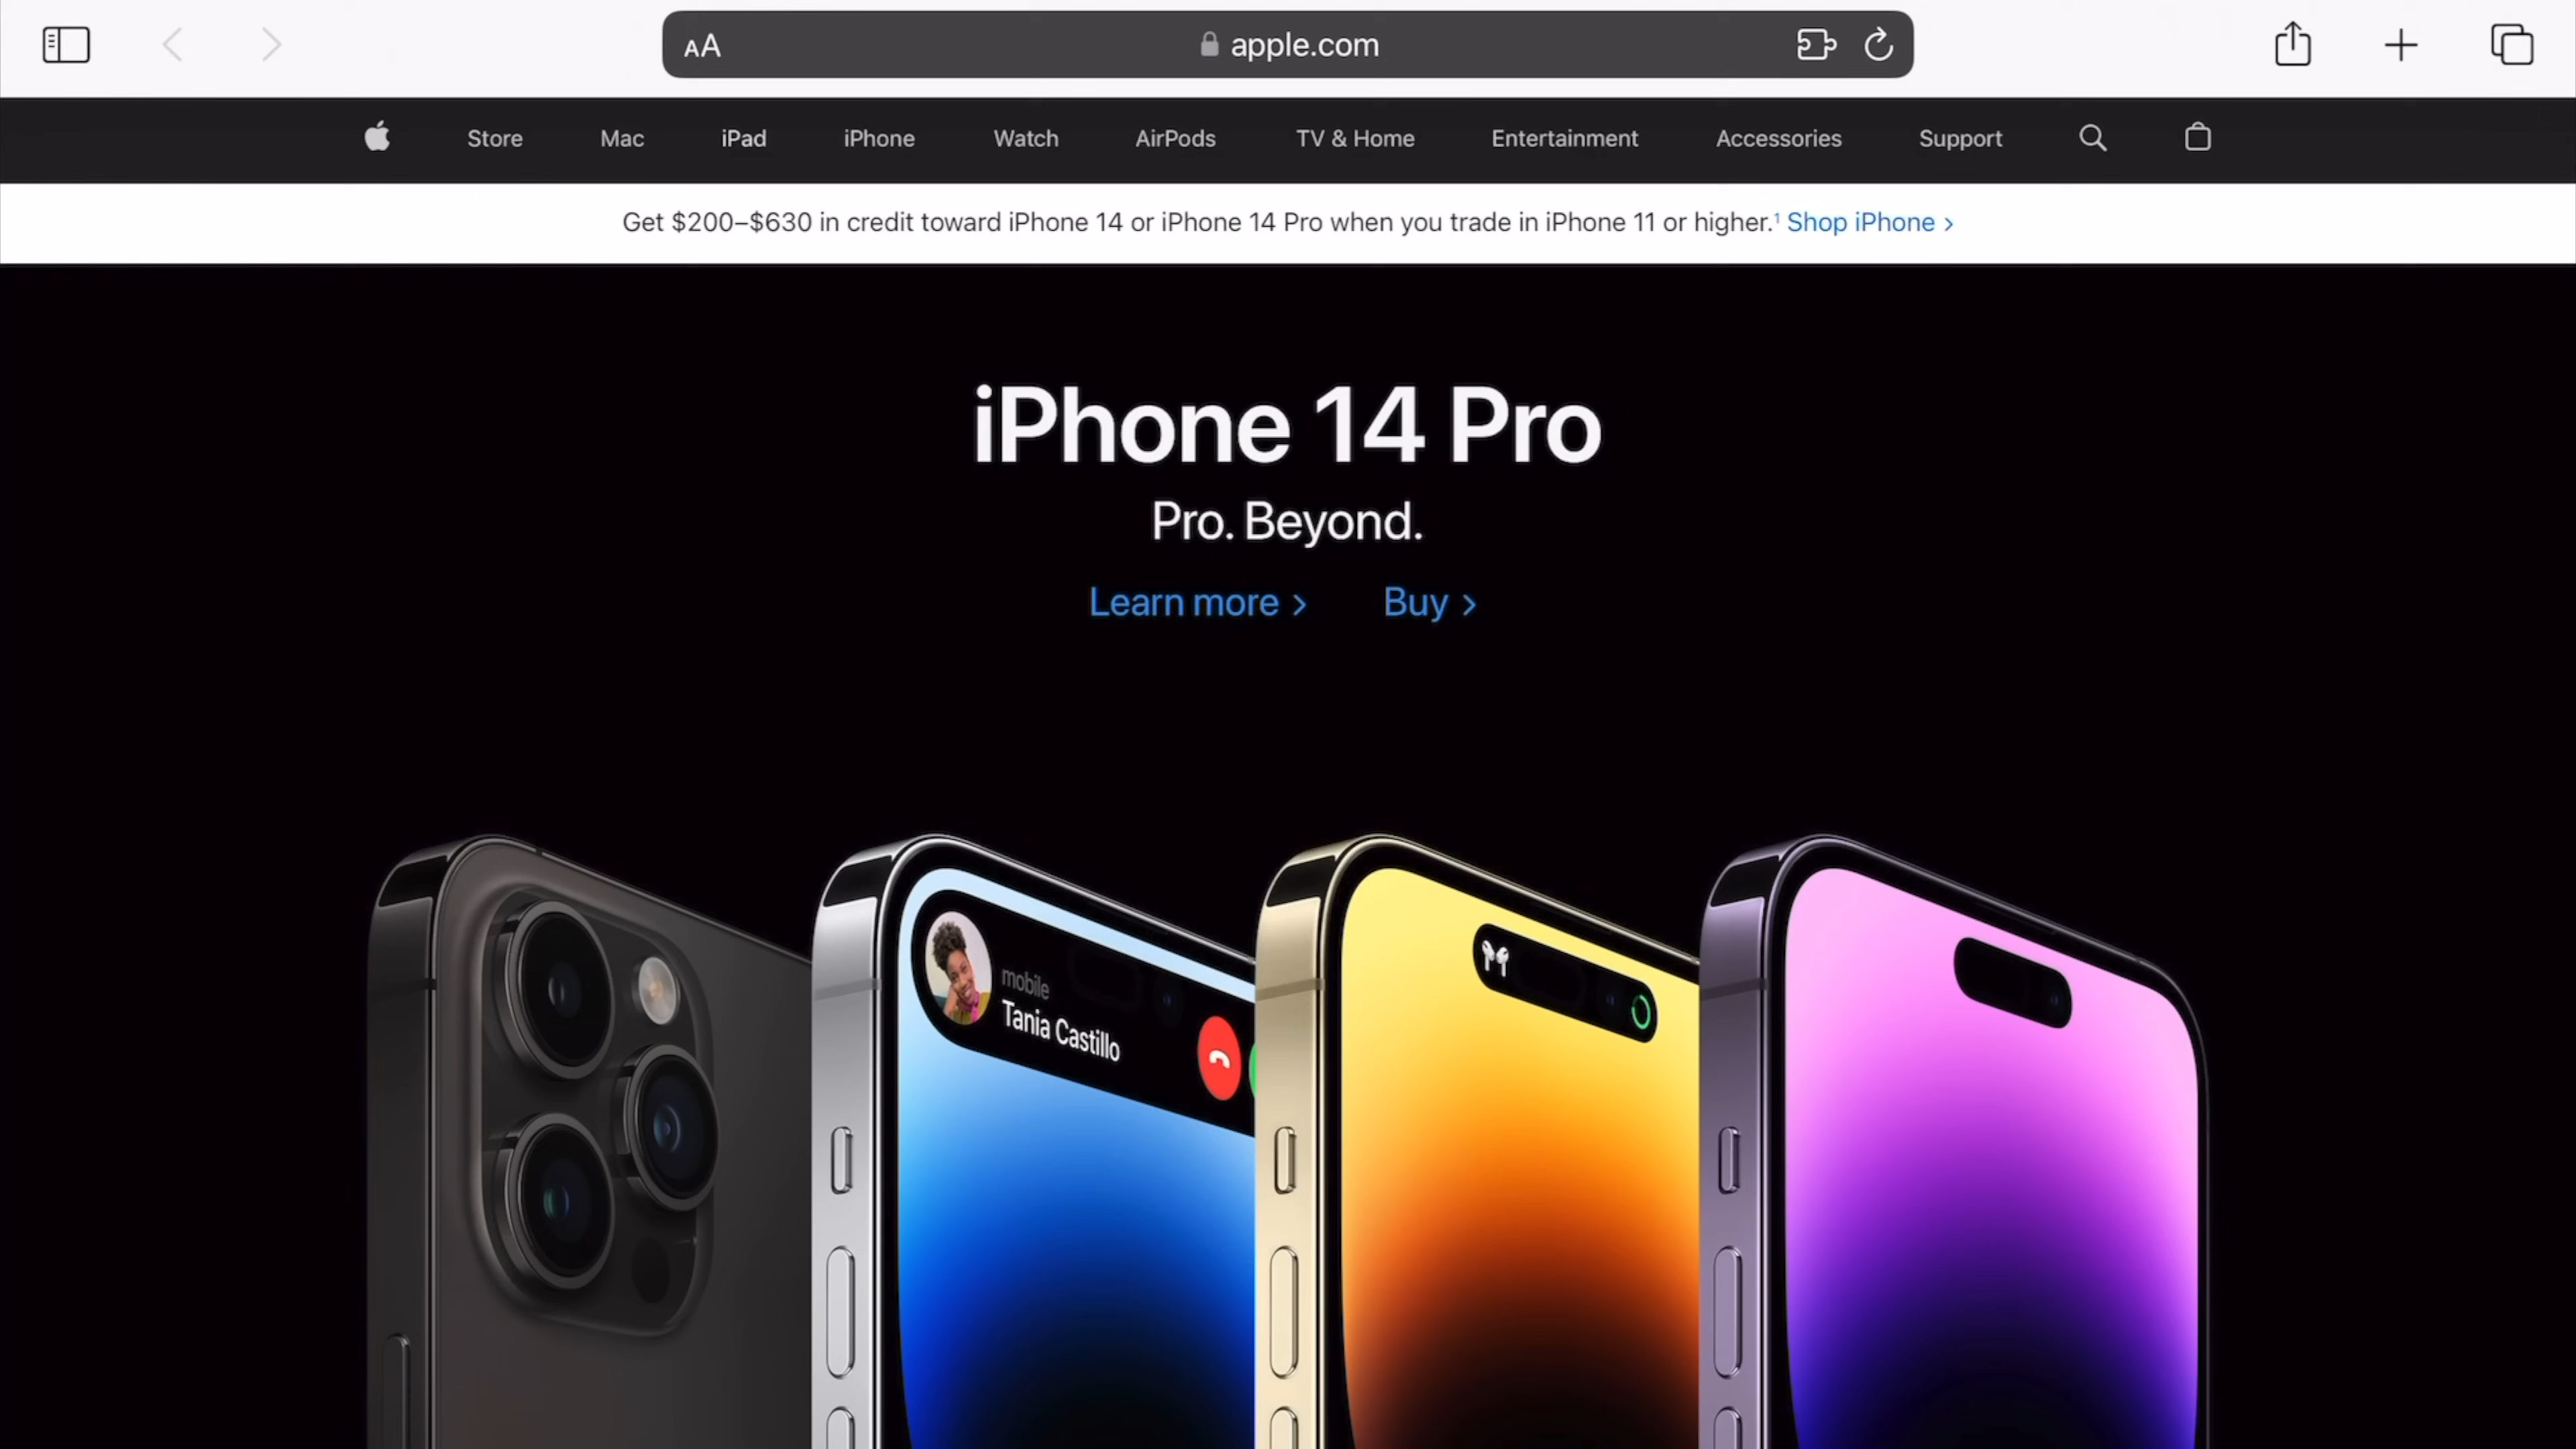 AA apple.com
Store Mac iPad iPhone Watch AirPods TV & Home Entertainment Accessories Support
Get $200–$630 in credit toward iPhone 14 or iPhone 14 Pro when you trade in iPhone 11 or higher.¹ Shop iPhone >
iPhone 14 Pro
Pro. Beyond.
Learn more > Buy >
mobile
Tania Castillo